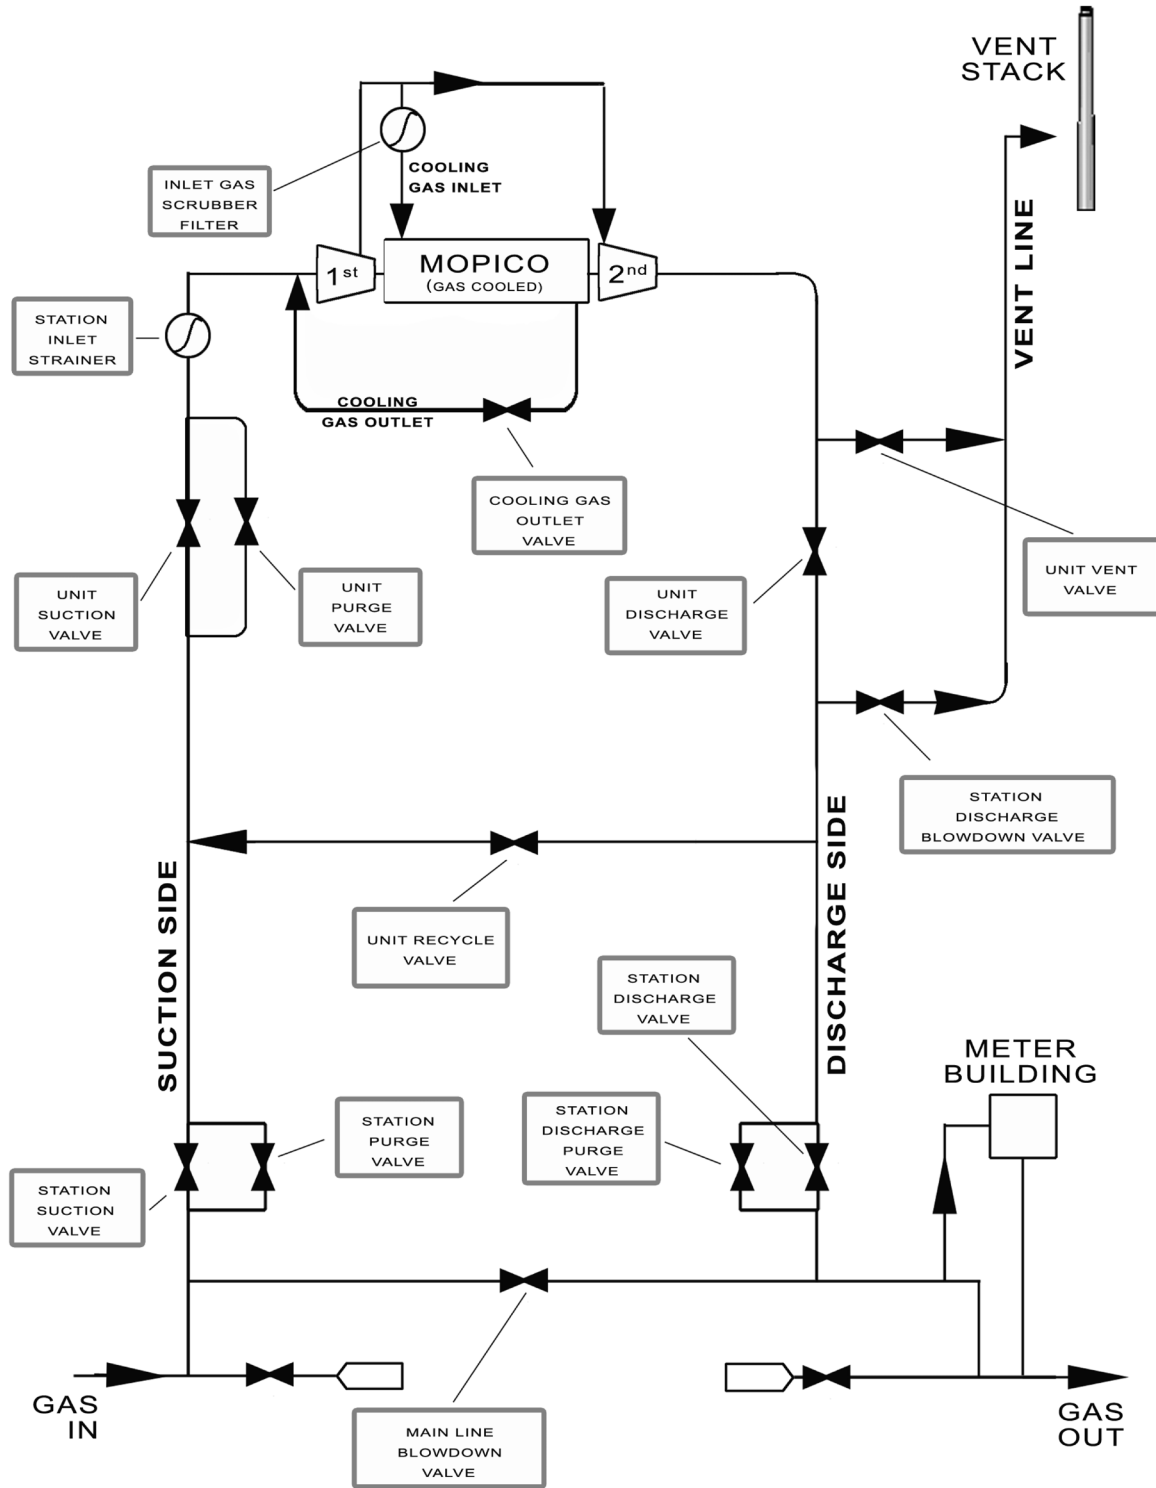 VENT
STACK
INLET GAS
SCRUBBER
FILTER
COOLING
GAS INLET
VENT LINE
1st
MOPICO
(GAS COOLED)
2nd
STATION
INLET
STRAINER
COOLING
GAS OUTLET
COOLING GAS
OUTLET
VALVE
UNIT VENT
VALVE
UNIT
SUCTION
VALVE
UNIT
PURGE
VALVE
UNIT
DISCHARGE
VALVE
STATION
DISCHARGE
BLOWDOWN VALVE
SUCTION SIDE
DISCHARGE SIDE
UNIT RECYCLE
VALVE
STATION
DISCHARGE
VALVE
METER
BUILDING
STATION
PURGE
VALVE
STATION
DISCHARGE
PURGE
VALVE
STATION
SUCTION
VALVE
GAS
IN
MAIN LINE
BLOWDOWN
VALVE
GAS
OUT